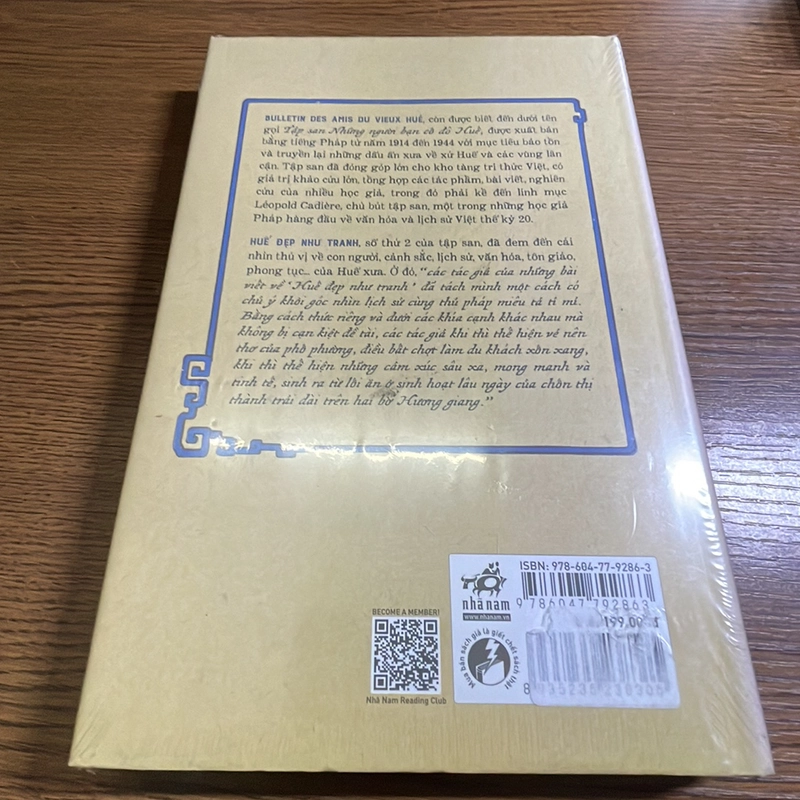 BULLETIN DES AMIS DU VIEUX HUẾ, còn được biết đến dưới tên
gọi Tập san Những người bạn cố đô Huế, được xuất bản
bằng tiếng Pháp từ năm 1914 đến 1944 với mục tiêu bảo tồn
và truyền lại những dấu ấn xưa về xứ Huế và các vùng lân
cận. Tập san đã đóng góp lớn cho kho tàng tri thức Việt, có
giá trị khảo cứu lớn, tổng hợp các tác phẩm, bài viết, nghiên
cứu của nhiều học giả, trong đó phải kể đến linh mục
Léopold Cadière, chủ bút tập san, một trong những học giả
Pháp hàng đầu về văn hóa và lịch sử Việt thế kỷ 20.
HUẾ ĐẸP NHƯ TRANH, số thứ 2 của tập san, đã đem đến cái
nhìn thú vị về con người, cảnh sắc, lịch sử, văn hóa, tôn giáo,
phong tục... của Huế xưa. Ở đó, "các tác giả của những bài
viết về 'Huế đẹp như tranh' đã tách mình một cách có
chủ ý khỏi góc nhìn lịch sử cùng thủ pháp miêu tả tỉ mỉ.
Bằng cách thức riêng và dưới các khía cạnh khác nhau mà
không bị cạn kiệt đề tài, các tác giả khi thì thể hiện vẻ nên
thơ của phố phường, điều bất chợt làm du khách xốn xang,
khi thì thể hiện những cảm xúc sâu xa, mong manh và
tinh tế, sinh ra từ lối ăn ở sinh hoạt lâu ngày của chốn thị
thành trải dài trên hai bờ Hương giang."
BECOME A MEMBER!
Nhã Nam Reading Club
nhã nam
www.nhanam.vn
Mua bán sách giả là giết chết sách thật
ISBN: 978-604-77-9286-3
9 786047 792863